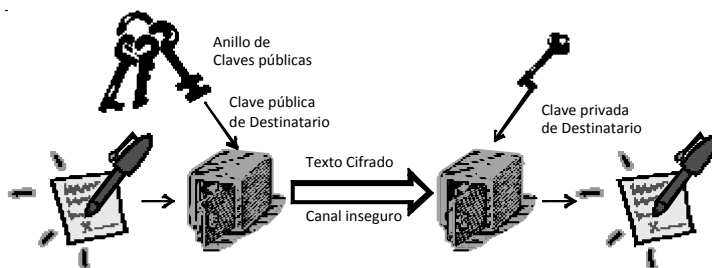 Anillo de
Claves públicas
Clave pública
de Destinatario
Clave privada
de Destinatario
Texto Cifrado
Canal inseguro